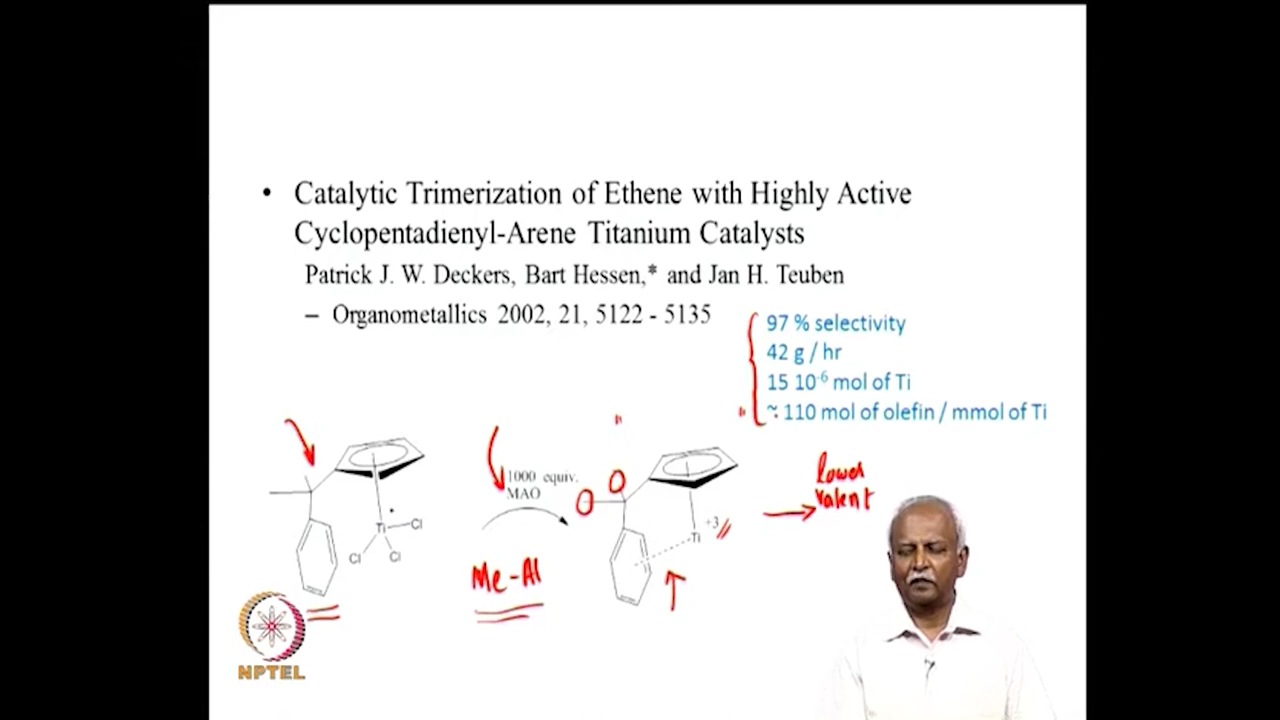 • Catalytic Trimerization of Ethene with Highly Active
Cyclopentadienyl-Arene Titanium Catalysts
Patrick J. W. Deckers, Bart Hessen,* and Jan H. Teuben
– Organometallics 2002, 21, 5122 - 5135
97 % selectivity
42 g / hr
15 10⁻⁶ mol of Ti
~ 110 mol of olefin / mmol of Ti
Ti
Cl
Cl
Cl
1000 equiv.
MAO
Me-Al
Ti +3
lower
valent
NPTEL